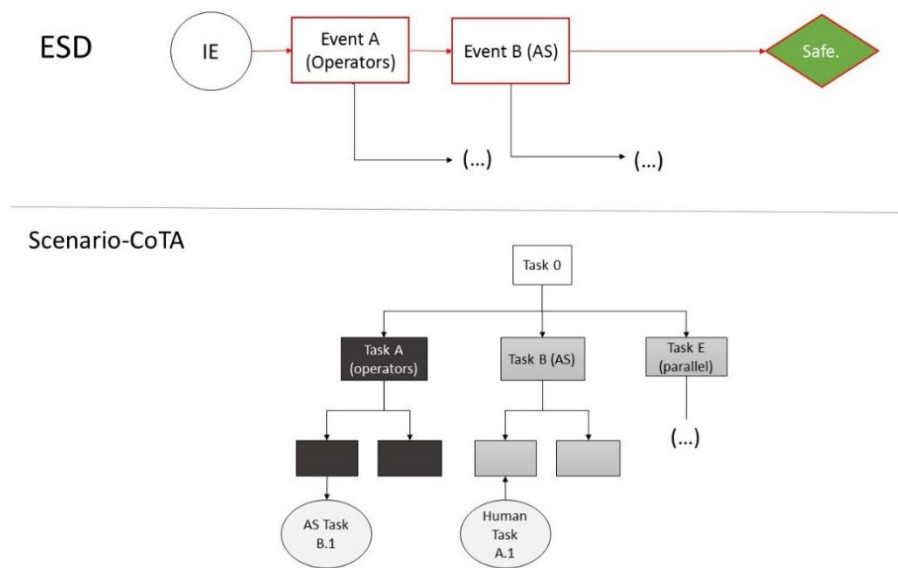 ESD
IE
Event A
(Operators)
Event B (AS)
Safe.
(...)
(...)
Scenario-CoTA
Task 0
Task A
(operators)
Task B (AS)
Task E
(parallel)
(...)
AS Task
B.1
Human
Task
A.1